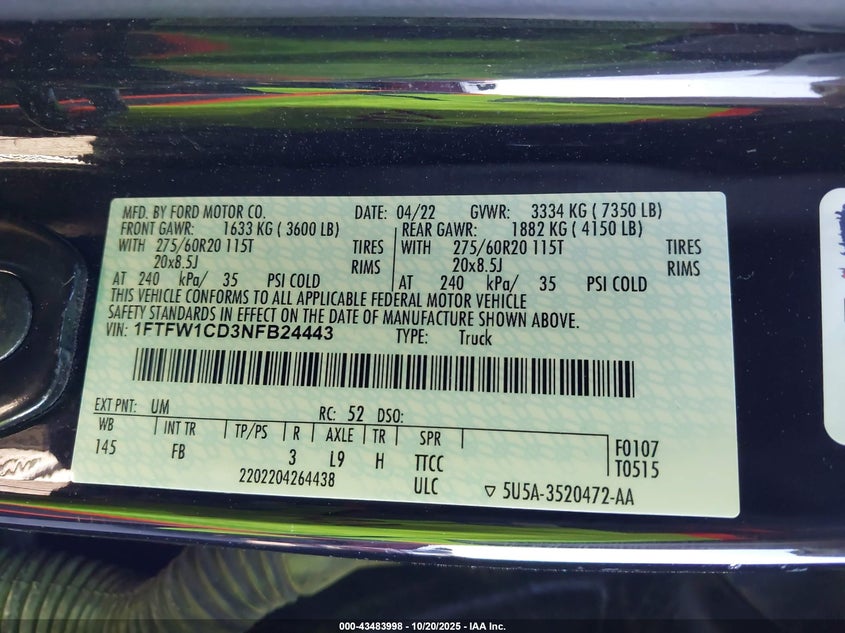 MFD. BY FORD MOTOR CO. DATE: 04/22 GVWR: 3334 KG ( 7350 LB)
FRONT GAWR: 1633 KG ( 3600 LB) REAR GAWR: 1882 KG ( 4150 LB)
WITH 275/60R20 115T TIRES WITH 275/60R20 115T TIRES
20x8.5J RIMS 20x8.5J RIMS
AT 240 kPa/ 35 PSI COLD AT 240 kPa/ 35 PSI COLD
THIS VEHICLE CONFORMS TO ALL APPLICABLE FEDERAL MOTOR VEHICLE
SAFETY STANDARDS IN EFFECT ON THE DATE OF MANUFACTURE SHOWN ABOVE.
VIN: 1FTFW1CD3NFB24443 TYPE: Truck
EXT PNT: UM RC: 52 DSO:
WB INT TR TP/PS R AXLE TR SPR
145 FB 3 L9 H TTCC F0107
2202204264438 ULC T0515
▽ 5U5A-3520472-AA
000-43483998 - 10/20/2025 - IAA Inc.